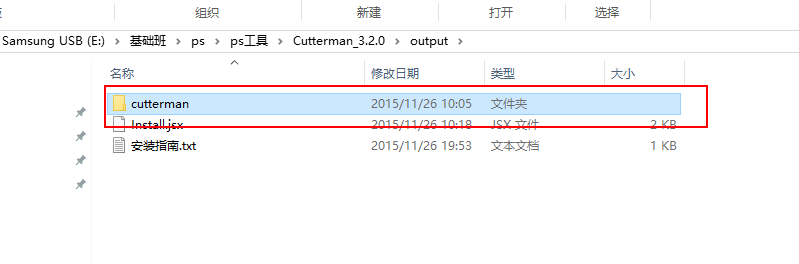 组织 新建 打开 选择
Samsung USB (E:) > 基础班 > ps > ps工具 > Cutterman_3.2.0 > output >
名称 修改日期 类型 大小
cutterman 2015/11/26 10:05 文件夹
Install.jsx 2015/11/26 10:18 JSX 文件 2 KB
安装指南.txt 2015/11/26 19:53 文本文档 1 KB